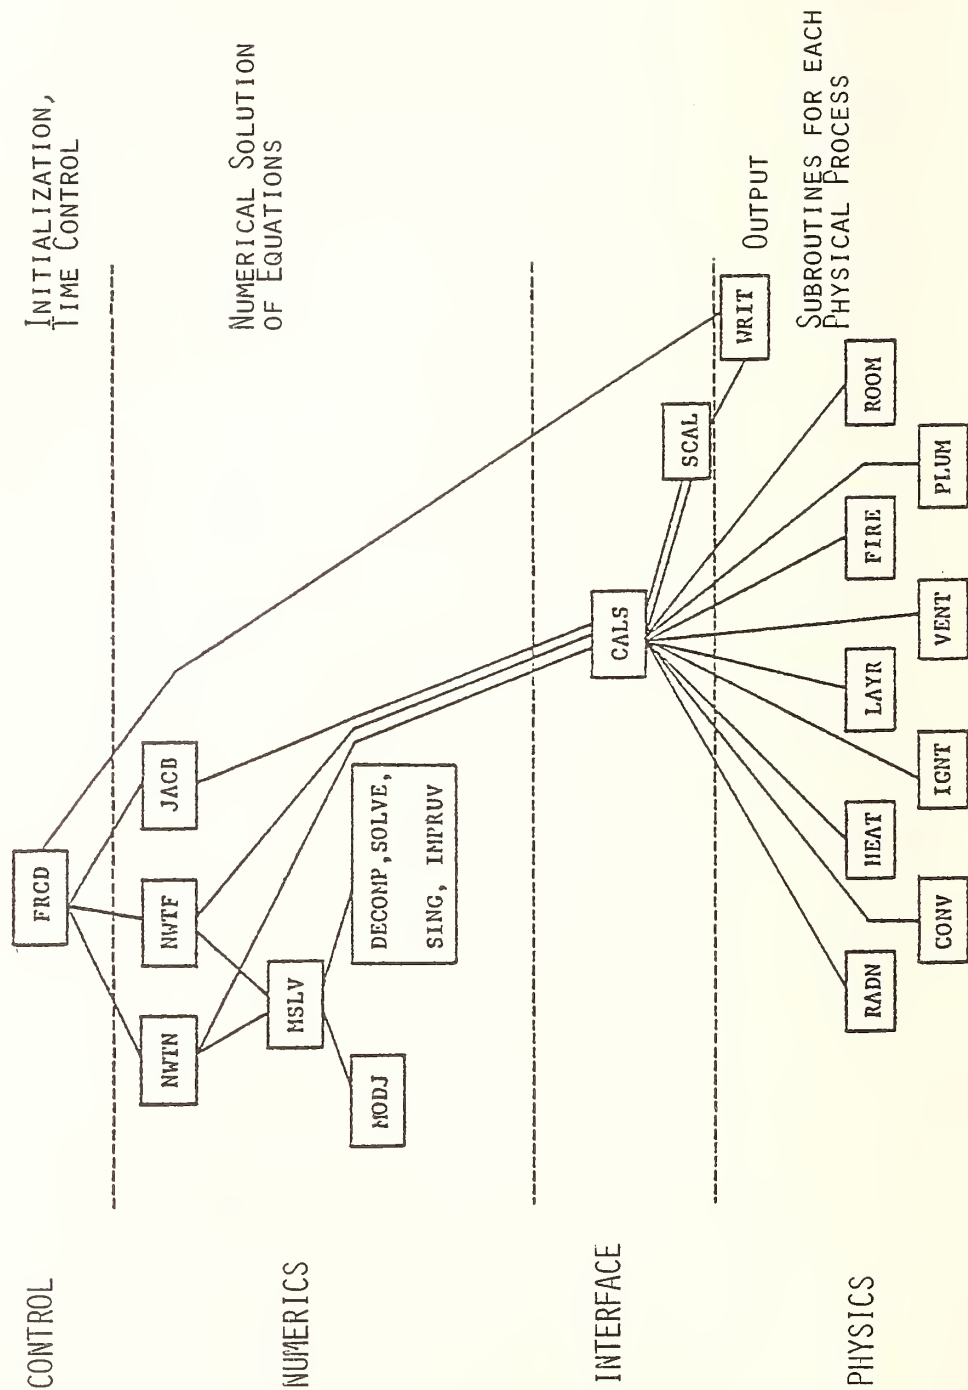 CONTROL
FRCD
INITIALIZATION,
TIME CONTROL
NUMERICS
NWTN
NWTF
JACB
MSLV
MODJ
DECOMP,SOLVE,
SING, IMPRUV
NUMERICAL SOLUTION
OF EQUATIONS
INTERFACE
CALS
SCAL
WRIT
OUTPUT
PHYSICS
RADN
HEAT
LAYR
FIRE
ROOM
CONV
IGNT
VENT
PLUM
SUBROUTINES FOR EACH
PHYSICAL PROCESS